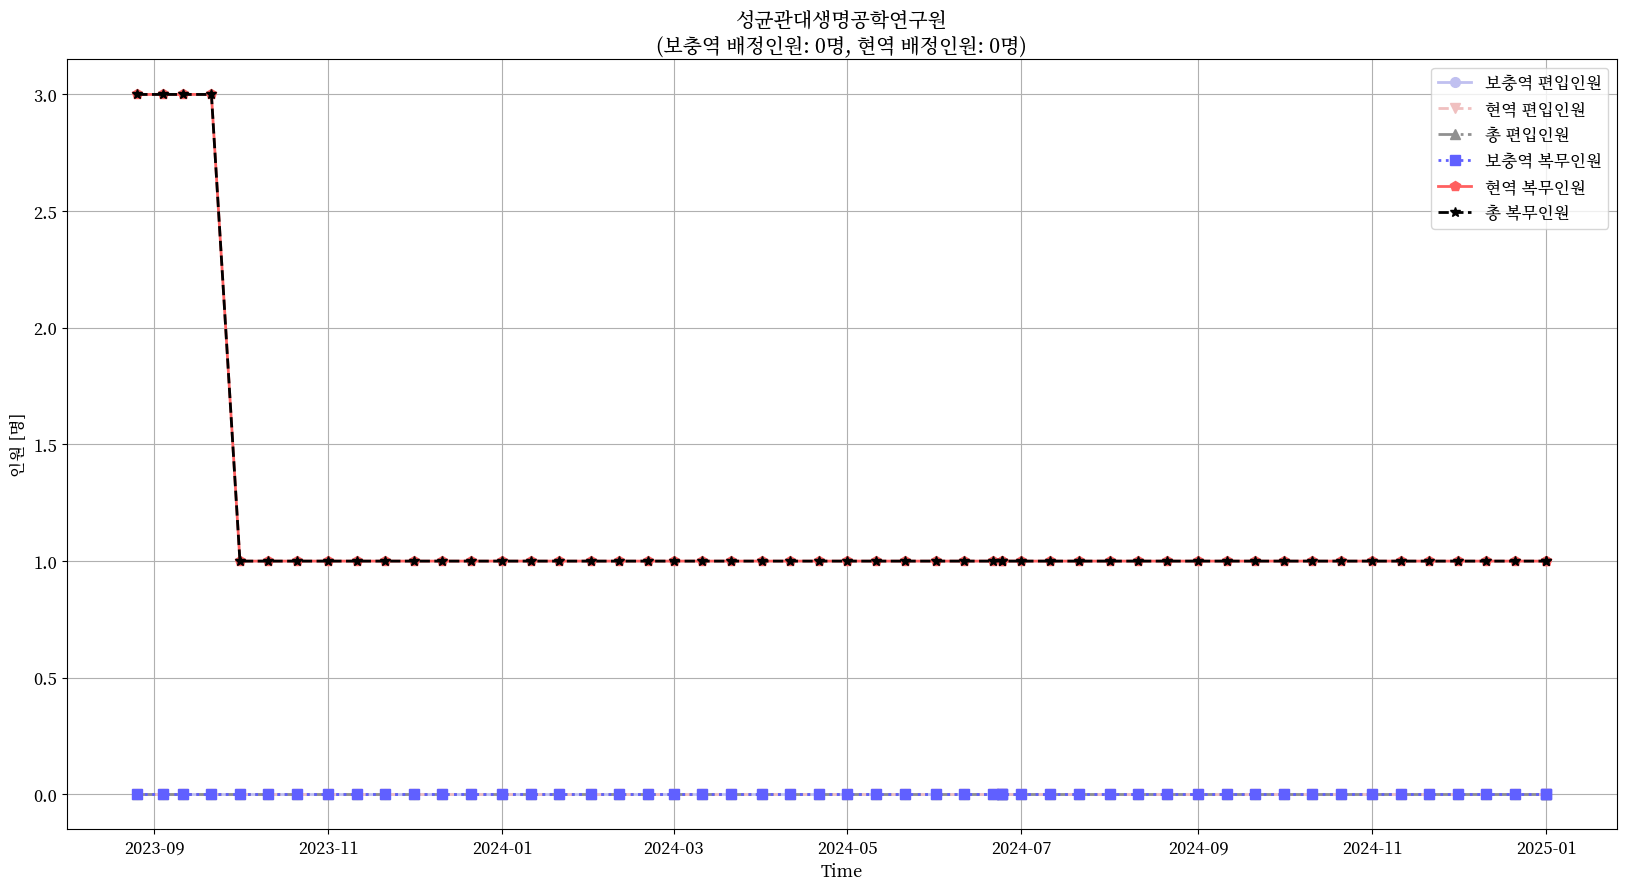 성균관대생명공학연구원
(보충역 배정인원: 0명, 현역 배정인원: 0명)
보충역 편입인원
현역 편입인원
총 편입인원
보충역 복무인원
현역 복무인원
총 복무인원
인원 [명]
3.0
2.5
2.0
1.5
1.0
0.5
0.0
2023-09
2023-11
2024-01
2024-03
2024-05
2024-07
2024-09
2024-11
2025-01
Time